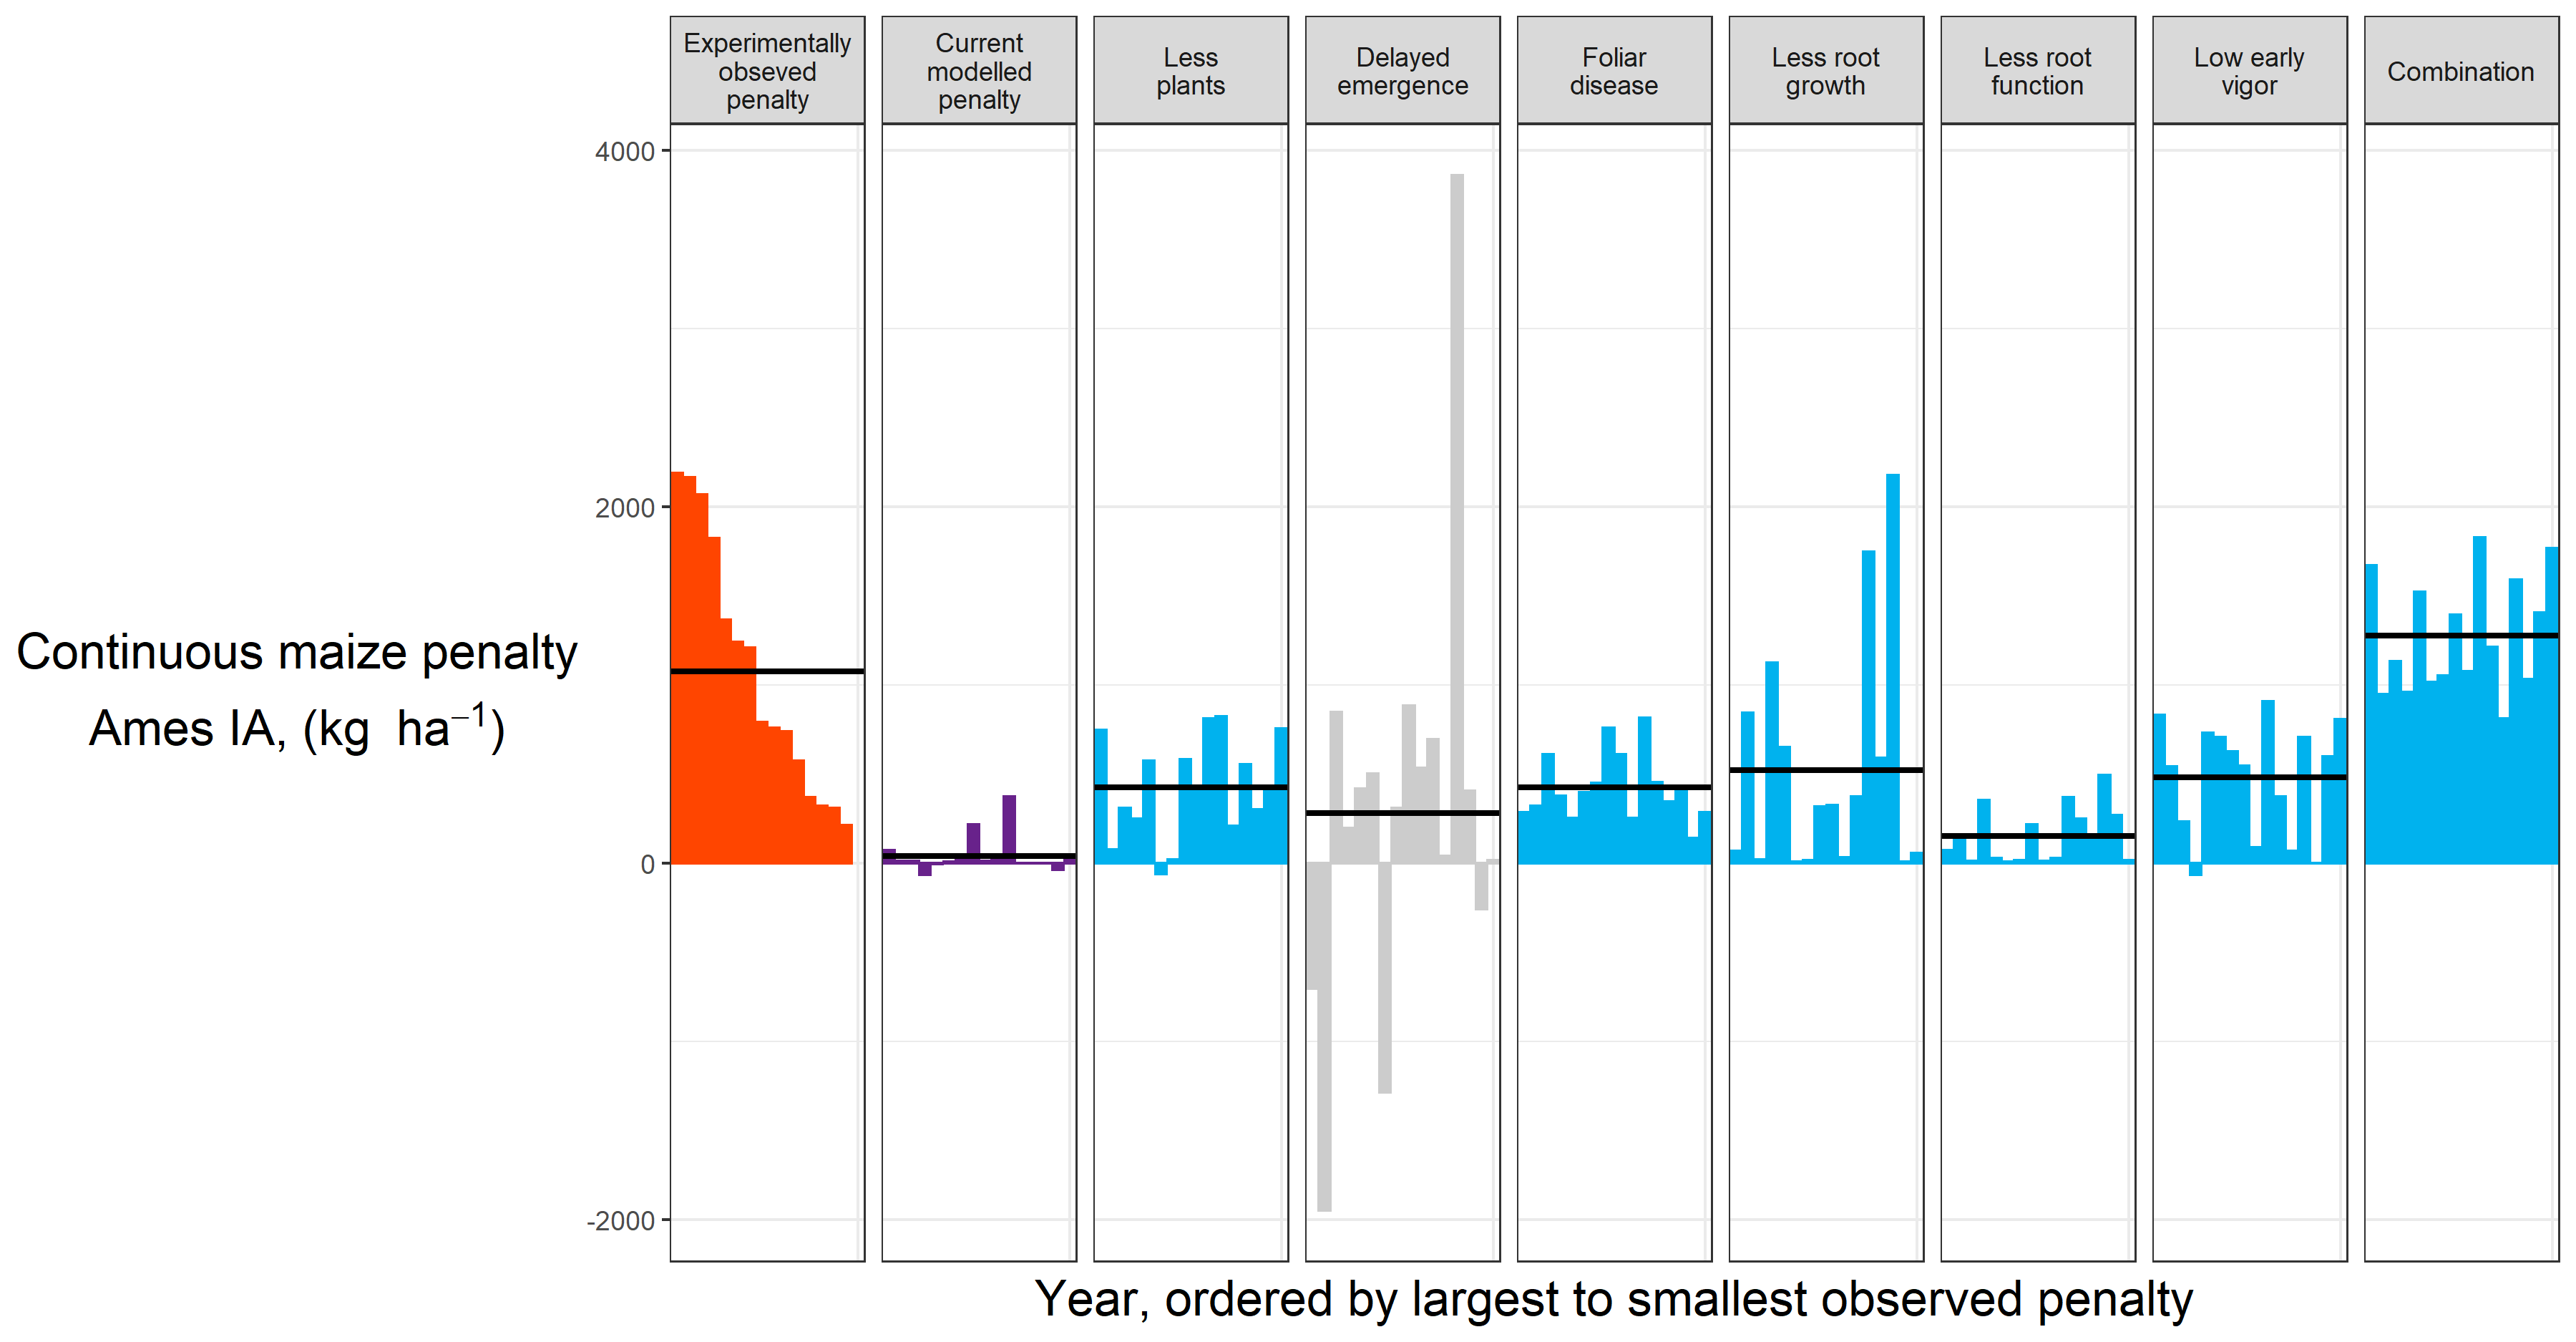 Experimentally
obseved
penalty
Current
modelled
penalty
Less
plants
Delayed
emergence
Foliar
disease
Less root
growth
Less root
function
Low early
vigor
Combination
4000
2000
0
-2000
Continuous maize penalty
Ames IA, (kg ha⁻¹)
Year, ordered by largest to smallest observed penalty